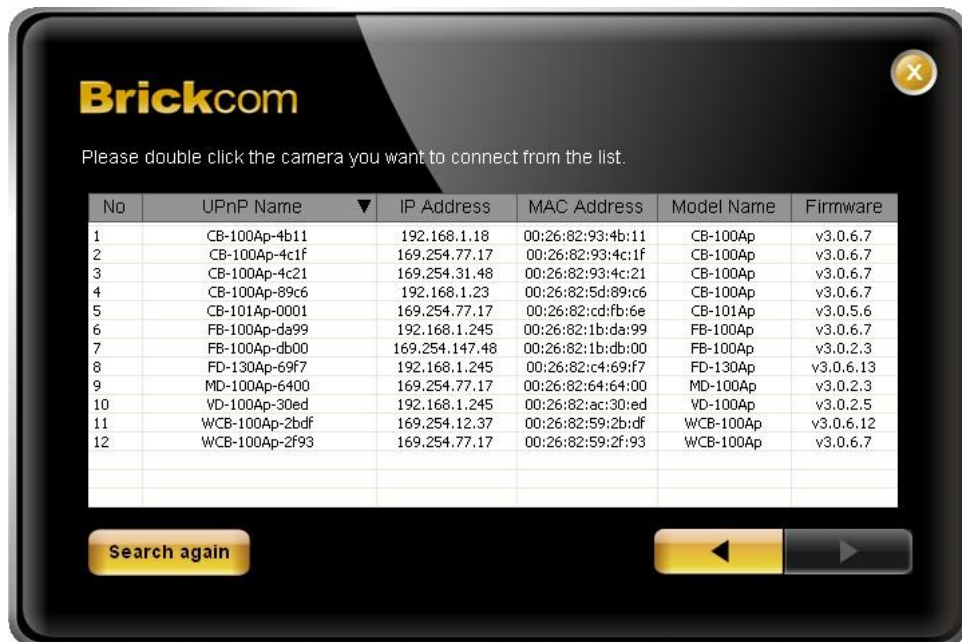 Brickcom
Please double click the camera you want to connect from the list.
No UPnP Name ▼ IP Address MAC Address Model Name Firmware
1 CB-100Ap-4b11 192.168.1.18 00:26:82:93:4b:11 CB-100Ap v3.0.6.7
2 CB-100Ap-4c1f 169.254.77.17 00:26:82:93:4c:1f CB-100Ap v3.0.6.7
3 CB-100Ap-4c21 169.254.31.48 00:26:82:93:4c:21 CB-100Ap v3.0.6.7
4 CB-100Ap-89c6 192.168.1.23 00:26:82:5d:89:c6 CB-100Ap v3.0.6.7
5 CB-101Ap-0001 169.254.77.17 00:26:82:cd:fb:6e CB-101Ap v3.0.5.6
6 FB-100Ap-da99 192.168.1.245 00:26:82:1b:da:99 FB-100Ap v3.0.6.7
7 FB-100Ap-db00 169.254.147.48 00:26:82:1b:db:00 FB-100Ap v3.0.2.3
8 FD-130Ap-69f7 192.168.1.245 00:26:82:c4:69:f7 FD-130Ap v3.0.6.13
9 MD-100Ap-6400 169.254.77.17 00:26:82:64:64:00 MD-100Ap v3.0.2.3
10 VD-100Ap-30ed 192.168.1.245 00:26:82:ac:30:ed VD-100Ap v3.0.2.5
11 WCB-100Ap-2bdf 169.254.12.37 00:26:82:59:2b:df WCB-100Ap v3.0.6.12
12 WCB-100Ap-2f93 169.254.77.17 00:26:82:59:2f:93 WCB-100Ap v3.0.6.7
Search again